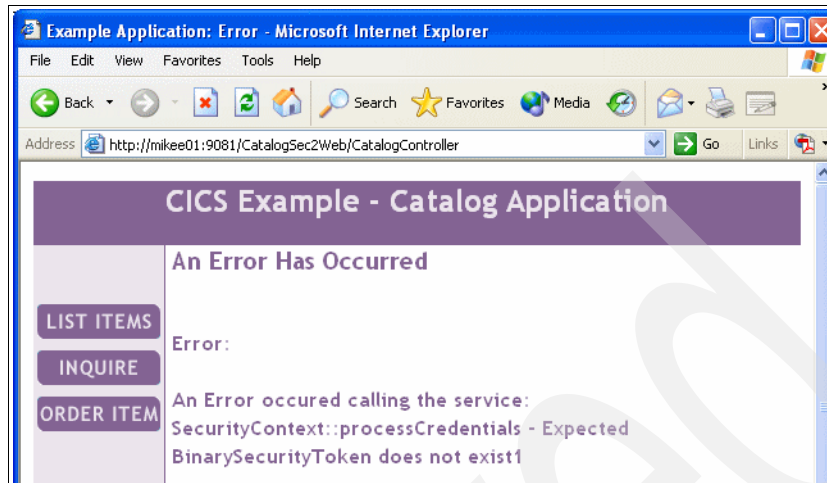 Example Application: Error - Microsoft Internet Explorer
File Edit View Favorites Tools Help
Back Search Favorites Media
Address http://mikee01:9081/CatalogSec2Web/CatalogController Go Links
CICS Example - Catalog Application
An Error Has Occurred
LIST ITEMS
INQUIRE
ORDER ITEM
Error:
An Error occured calling the service:
SecurityContext::processCredentials - Expected
BinarySecurityToken does not exist1